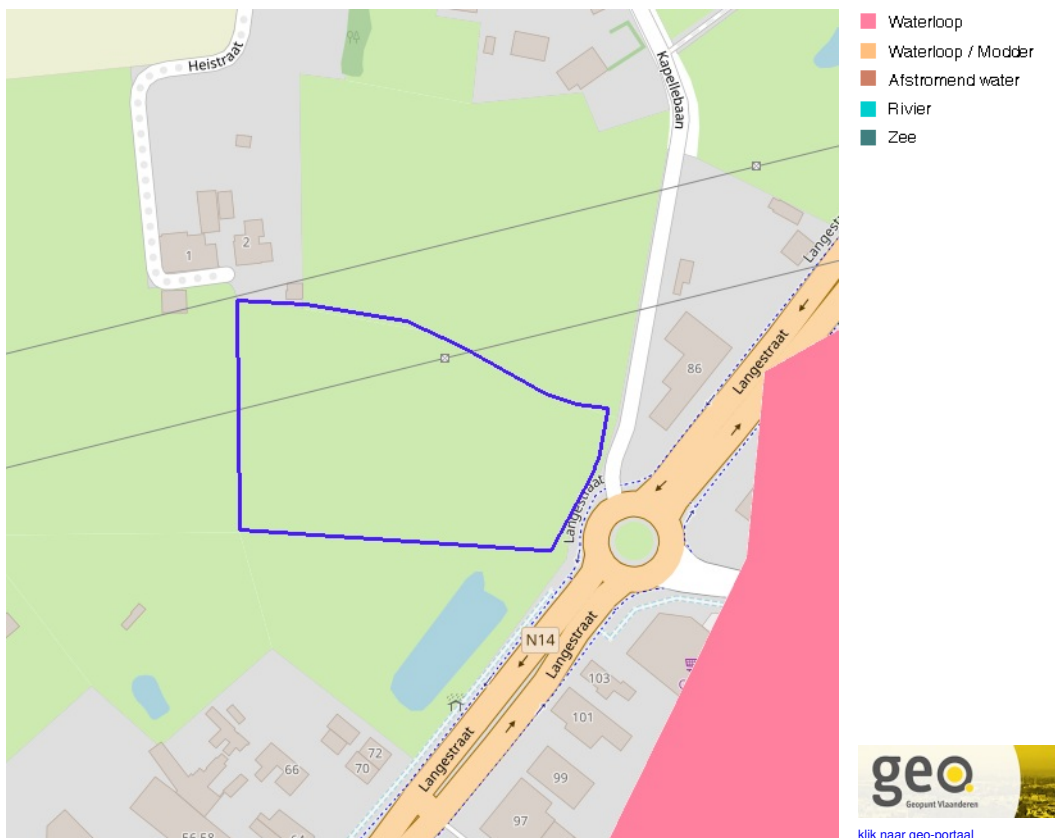 Heistraat
Kapellebaan
1
2
Langestraat
86
Langestraat
Langestraat
N14
Langestraat
Langestraat
103
101
99
97
72
70
66
Waterloop
Waterloop / Modder
Afstromend water
Rivier
Zee
geo
Geopunt Vlaanderen
klik naar geo-portaal